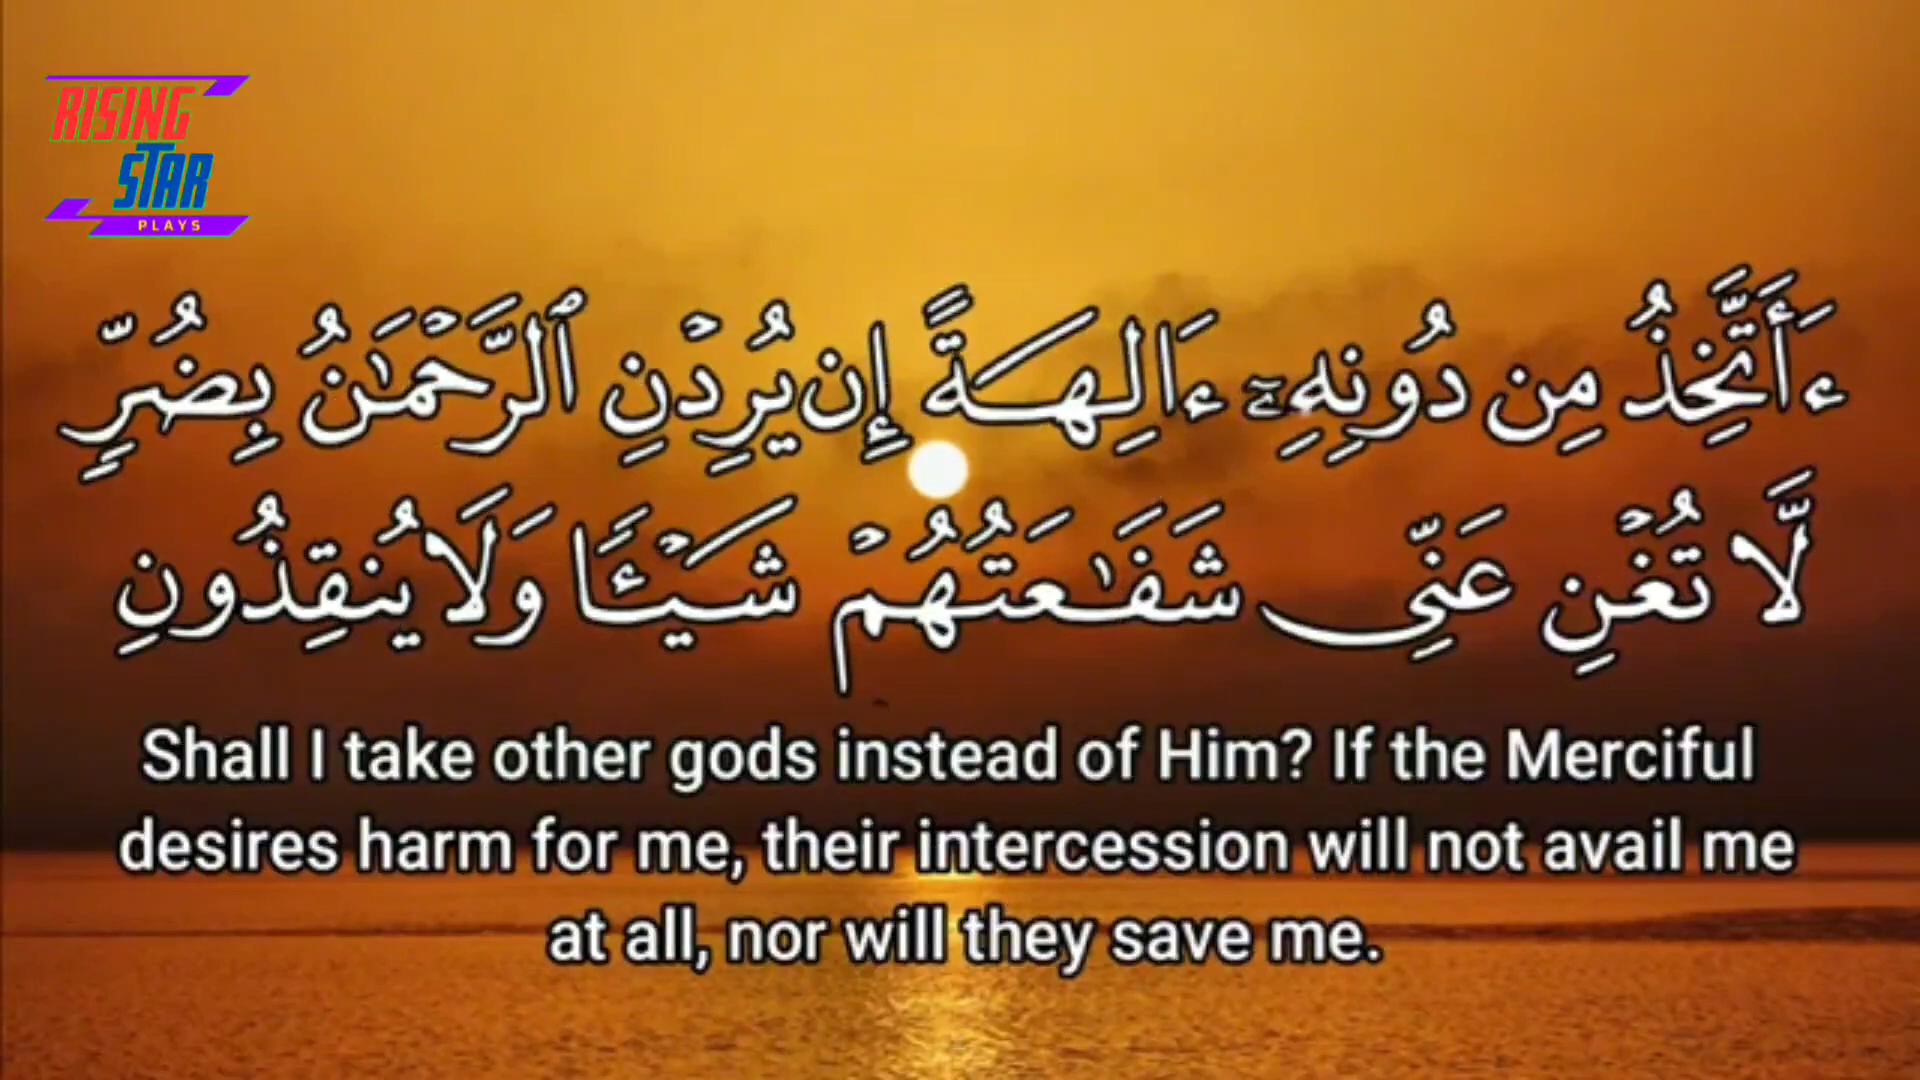 RISING
STAR
PLAYS
ءَأَتَّخِذُ مِن دُونِهِۦٓ ءَالِهَةً إِن يُرِدْنِ ٱلرَّحْمَـٰنُ بِضُرٍّ
لَّا تُغْنِ عَنِّى شَفَـٰعَتُهُمْ شَيْـًٔا وَلَا يُنقِذُونِ
Shall I take other gods instead of Him? If the Merciful
desires harm for me, their intercession will not avail me
at all, nor will they save me.